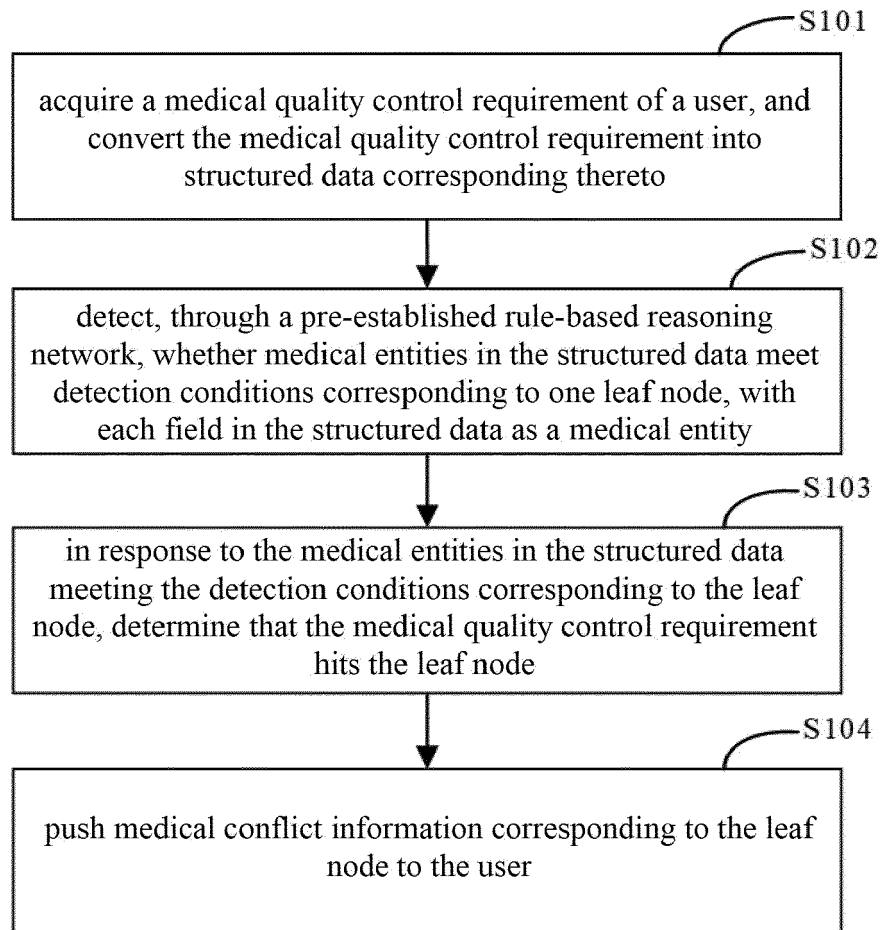 S101
acquire a medical quality control requirement of a user, and
convert the medical quality control requirement into
structured data corresponding thereto
S102
detect, through a pre-established rule-based reasoning
network, whether medical entities in the structured data meet
detection conditions corresponding to one leaf node, with
each field in the structured data as a medical entity
S103
in response to the medical entities in the structured data
meeting the detection conditions corresponding to the leaf
node, determine that the medical quality control requirement
hits the leaf node
S104
push medical conflict information corresponding to the leaf
node to the user